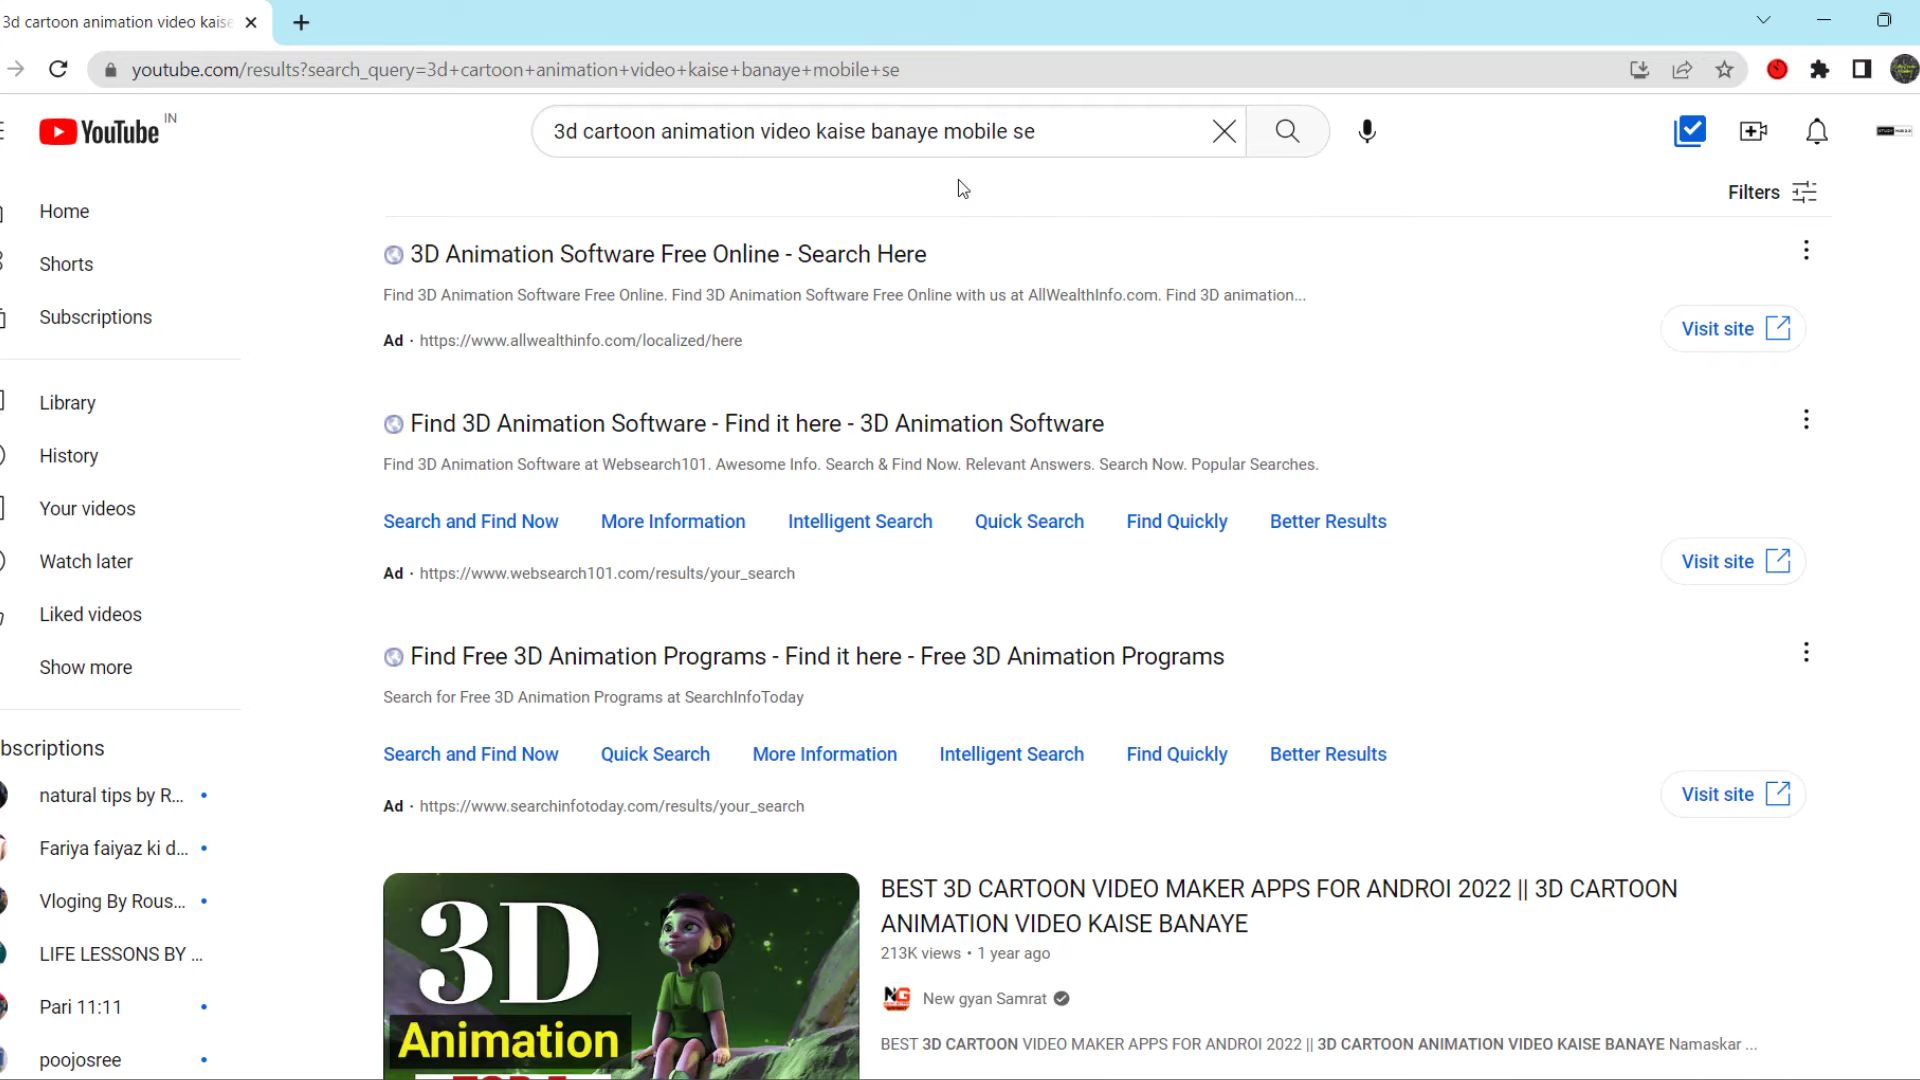 3d cartoon animation video kaise
youtube.com/results?search_query=3d+cartoon+animation+video+kaise+banaye+mobile+se
YouTube IN
3d cartoon animation video kaise banaye mobile se
Filters
Home
Shorts
Subscriptions
Library
History
Your videos
Watch later
Liked videos
Show more
bscriptions
natural tips by R...
Fariya faiyaz ki d...
Vloging By Rous...
LIFE LESSONS BY ...
Pari 11:11
poojosree
3D Animation Software Free Online - Search Here
Find 3D Animation Software Free Online. Find 3D Animation Software Free Online with us at AllWealthInfo.com. Find 3D animation...
Ad · https://www.allwealthinfo.com/localized/here
Visit site
Find 3D Animation Software - Find it here - 3D Animation Software
Find 3D Animation Software at Websearch101. Awesome Info. Search & Find Now. Relevant Answers. Search Now. Popular Searches.
Search and Find Now More Information Intelligent Search Quick Search Find Quickly Better Results
Ad · https://www.websearch101.com/results/your_search
Visit site
Find Free 3D Animation Programs - Find it here - Free 3D Animation Programs
Search for Free 3D Animation Programs at SearchInfoToday
Search and Find Now Quick Search More Information Intelligent Search Find Quickly Better Results
Ad · https://www.searchinfotoday.com/results/your_search
Visit site
3D
Animation
BEST 3D CARTOON VIDEO MAKER APPS FOR ANDROI 2022 || 3D CARTOON
ANIMATION VIDEO KAISE BANAYE
213K views • 1 year ago
NG
New gyan Samrat
BEST 3D CARTOON VIDEO MAKER APPS FOR ANDROI 2022 || 3D CARTOON ANIMATION VIDEO KAISE BANAYE Namaskar ...